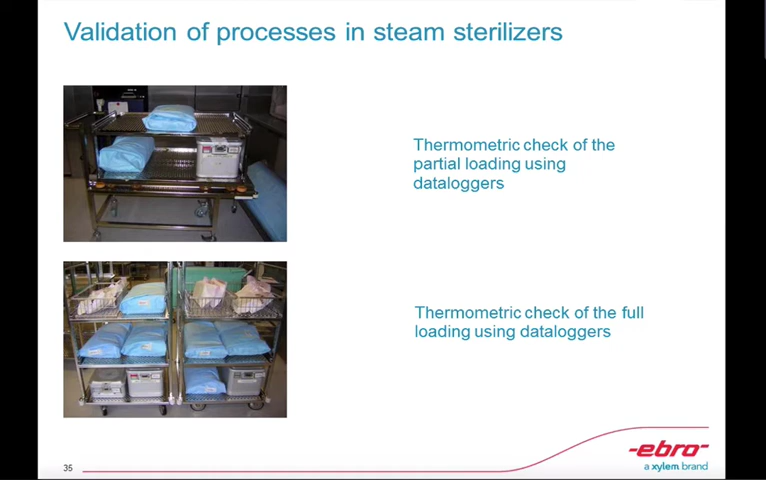 Validation of processes in steam sterilizers
Thermometric check of the
partial loading using
dataloggers
Thermometric check of the full
loading using dataloggers
35
-ebro-
a xylem brand